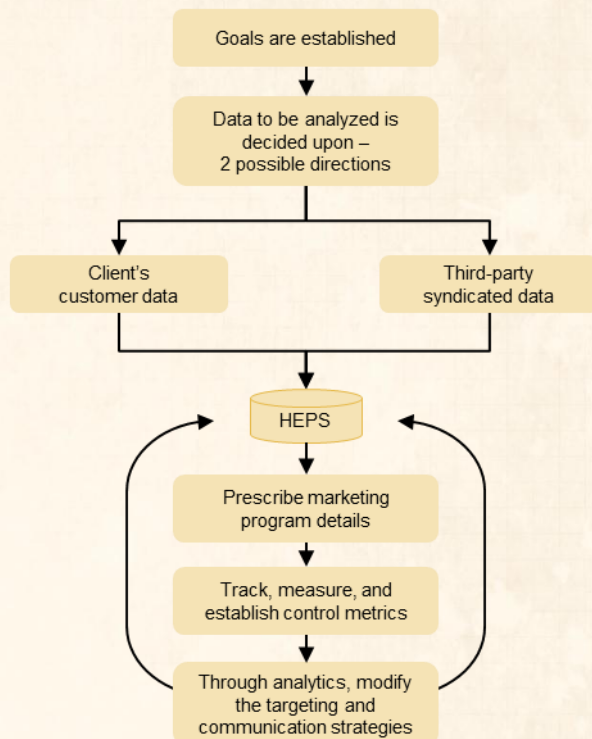 Goals are established
Data to be analyzed is
decided upon –
2 possible directions
Client's
customer data
Third-party
syndicated data
HEPS
Prescribe marketing
program details
Track, measure, and
establish control metrics
Through analytics, modify
the targeting and
communication strategies